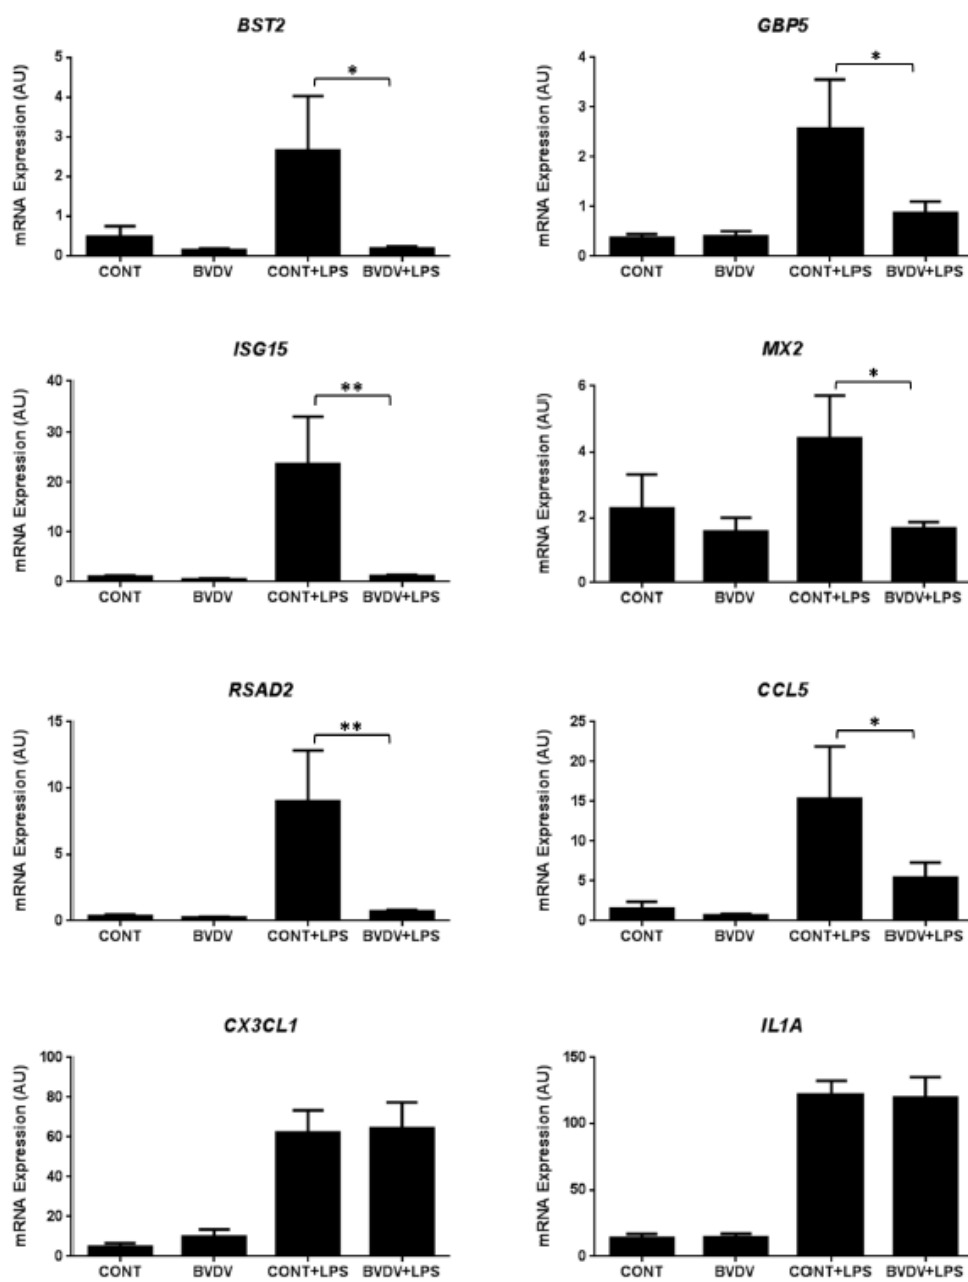 BST2
mRNA Expression (AU)
5
4
3
2
1
0
*
CONT BVDV CONT+LPS BVDV+LPS
GBP5
mRNA Expression (AU)
4
3
2
1
0
*
CONT BVDV CONT+LPS BVDV+LPS
ISG15
mRNA Expression (AU)
40
30
20
10
0
**
CONT BVDV CONT+LPS BVDV+LPS
MX2
mRNA Expression (AU)
6
4
2
0
*
CONT BVDV CONT+LPS BVDV+LPS
RSAD2
mRNA Expression (AU)
15
10
5
0
**
CONT BVDV CONT+LPS BVDV+LPS
CCL5
mRNA Expression (AU)
25
20
15
10
5
0
*
CONT BVDV CONT+LPS BVDV+LPS
CX3CL1
mRNA Expression (AU)
100
80
60
40
20
0
CONT BVDV CONT+LPS BVDV+LPS
IL1A
mRNA Expression (AU)
150
100
50
0
CONT BVDV CONT+LPS BVDV+LPS